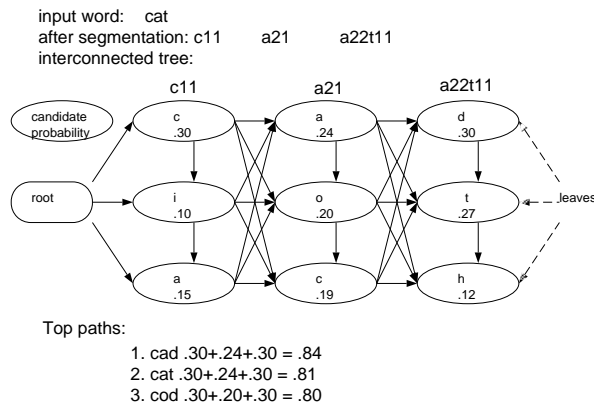 input word: cat
after segmentation: c11 a21 a22t11
interconnected tree:
c11 a21 a22t11
candidate
probability
c
.30
a
.24
d
.30
root
i
.10
o
.20
t
.27
leaves
a
.15
c
.19
h
.12
Top paths:
1. cad .30+.24+.30 = .84
2. cat .30+.24+.30 = .81
3. cod .30+.20+.30 = .80